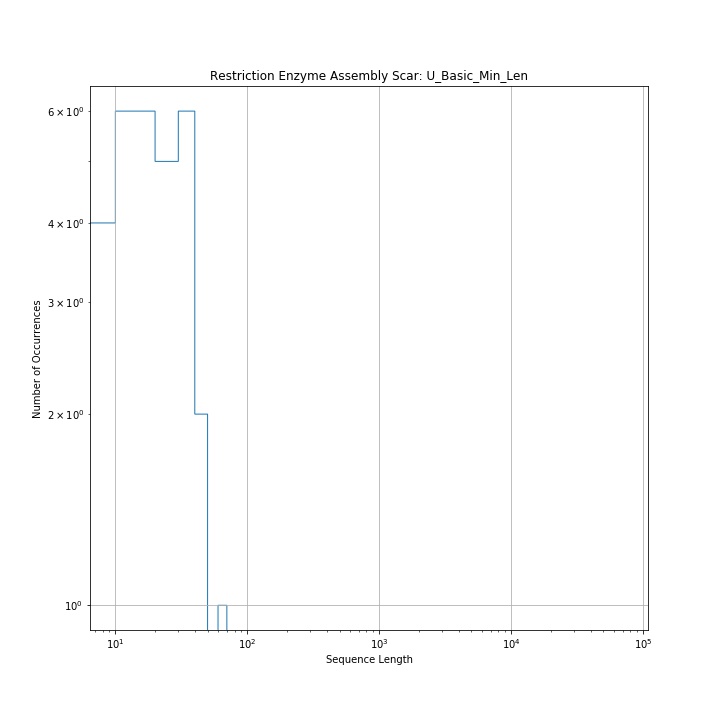 Restriction Enzyme Assembly Scar: U_Basic_Min_Len
6 × 10⁰
4 × 10⁰
3 × 10⁰
2 × 10⁰
10⁰
Number of Occurrences
10¹ 10² 10³ 10⁴ 10⁵
Sequence Length